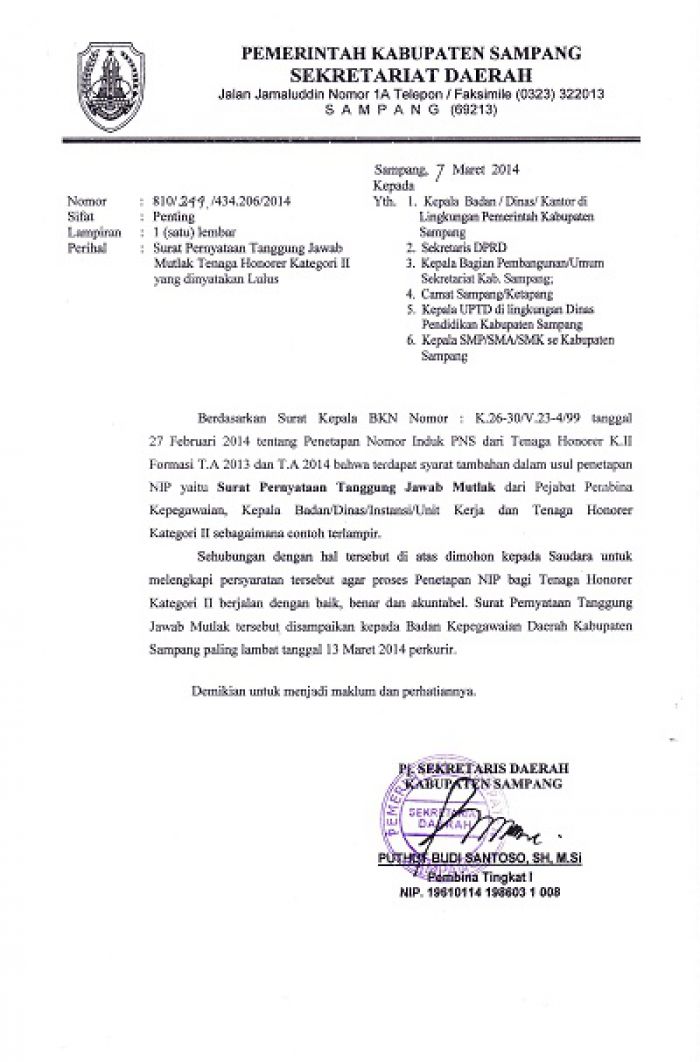 PEMERINTAH KABUPATEN SAMPANG
SEKRETARIAT DAERAH
Jalan Jamaluddin Nomor 1A Telepon / Faksimile (0323) 322013
S A M P A N G (69213)
Sampang, 7 Maret 2014
Kepada
Nomor : 810/299/434.206/2014
Sifat : Penting
Lampiran : 1 (satu) lembar
Perihal : Surat Pernyataan Tanggung Jawab
Mutlak Tenaga Honorer Kategori II
yang dinyatakan Lulus
Yth. 1. Kepala Badan / Dinas/ Kantor di
Lingkungan Pemerintah Kabupaten
Sampang
2. Sekretaris DPRD
3. Kepala Bagian Pembangunan/Umum
Sekretariat Kab. Sampang;
4. Camat Sampang/Ketapang
5. Kepala UPTD di lingkungan Dinas
Pendidikan Kabupaten Sampang
6. Kepala SMP/SMA/SMK se Kabupaten
Sampang
Berdasarkan Surat Kepala BKN Nomor : K.26-30/V.23-4/99 tanggal
27 Februari 2014 tentang Penetapan Nomor Induk PNS dari Tenaga Honorer K.II
Formasi T.A 2013 dan T.A 2014 bahwa terdapat syarat tambahan dalam usul penetapan
NIP yaitu Surat Pernyataan Tanggung Jawab Mutlak dari Pejabat Pembina
Kepegawaian, Kepala Badan/Dinas/Instansi/Unit Kerja dan Tenaga Honorer
Kategori II sebagaimana contoh terlampir.
Sehubungan dengan hal tersebut di atas dimohon kepada Saudara untuk
melengkapi persyaratan tersebut agar proses Penetapan NIP bagi Tenaga Honorer
Kategori II berjalan dengan baik, benar dan akuntabel. Surat Pernyataan Tanggung
Jawab Mutlak tersebut disampaikan kepada Badan Kepegawaian Daerah Kabupaten
Sampang paling lambat tanggal 13 Maret 2014 perkurir.
Demikian untuk menjadi maklum dan perhatiannya.
Pj. SEKRETARIS DAERAH
KABUPATEN SAMPANG
SEKRETARIAT
DAERAH
PUTHUT BUDI SANTOSO, SH, M.Si
Pembina Tingkat I
NIP. 19610114 198603 1 008